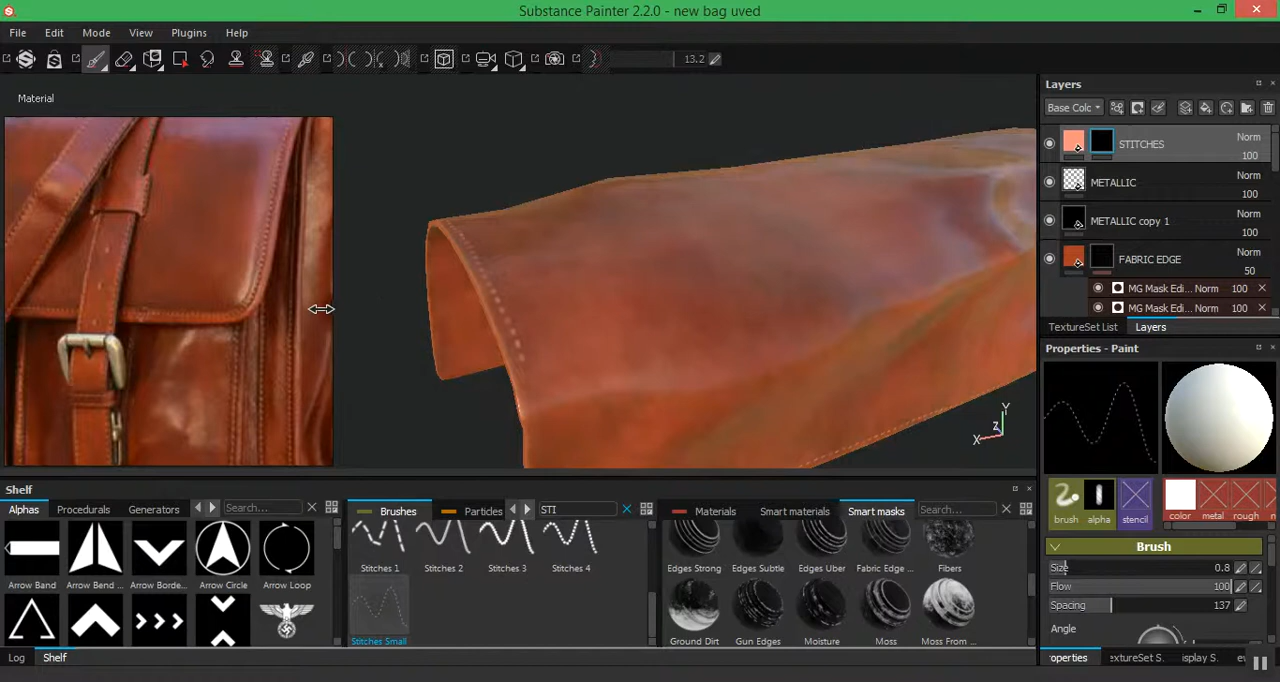 Substance Painter 2.2.0 - new bag uved
File Edit Mode View Plugins Help
13.2
Material
Layers
Base Colc
STITCHES Norm 100
METALLIC Norm 100
METALLIC copy 1 Norm 100
FABRIC EDGE Norm 50
MG Mask Edi... Norm 100
MG Mask Edi... Norm 100
TextureSet List Layers
Properties - Paint
brush alpha stencil color metal rough n
Brush
Size 0.8
Flow 100
Spacing 137
Angle
roperties extureSet S. isplay S.
Shelf
Alphas Procedurals Generators Search...
Arrow Band Arrow Bend ... Arrow Borde... Arrow Circle Arrow Loop
Brushes Particles STI
Stitches 1 Stitches 2 Stitches 3 Stitches 4
Stitches Small
Materials Smart materials Smart masks Search...
Edges Strong Edges Subtle Edges Uber Fabric Edge ... Fibers
Ground Dirt Gun Edges Moisture Moss Moss From ...
Log Shelf
X Y Z